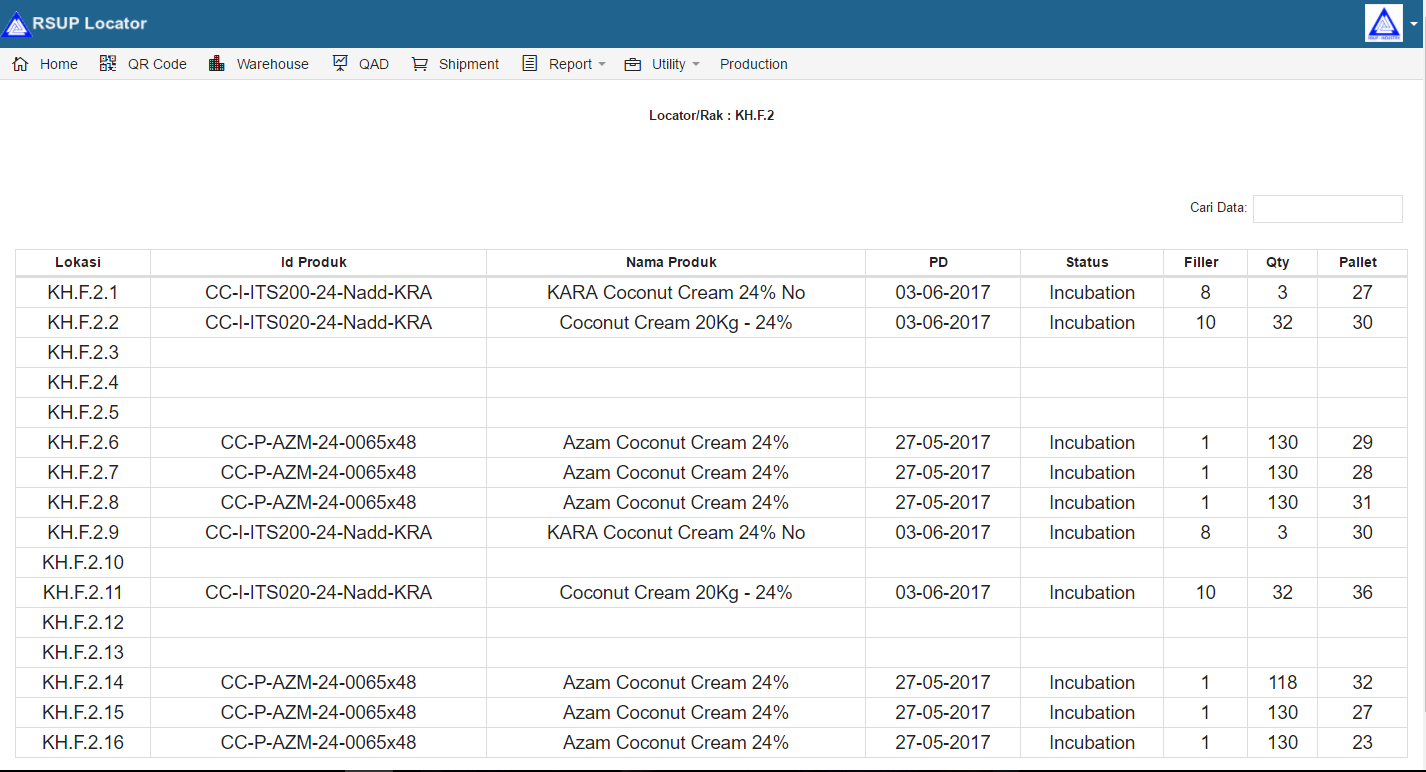 RSUP Locator
Home QR Code Warehouse QAD Shipment Report Utility Production
Locator/Rak : KH.F.2
Cari Data:
Lokasi Id Produk Nama Produk PD Status Filler Qty Pallet
KH.F.2.1 CC-I-ITS200-24-Nadd-KRA KARA Coconut Cream 24% No 03-06-2017 Incubation 8 3 27
KH.F.2.2 CC-I-ITS020-24-Nadd-KRA Coconut Cream 20Kg - 24% 03-06-2017 Incubation 10 32 30
KH.F.2.3
KH.F.2.4
KH.F.2.5
KH.F.2.6 CC-P-AZM-24-0065x48 Azam Coconut Cream 24% 27-05-2017 Incubation 1 130 29
KH.F.2.7 CC-P-AZM-24-0065x48 Azam Coconut Cream 24% 27-05-2017 Incubation 1 130 28
KH.F.2.8 CC-P-AZM-24-0065x48 Azam Coconut Cream 24% 27-05-2017 Incubation 1 130 31
KH.F.2.9 CC-I-ITS200-24-Nadd-KRA KARA Coconut Cream 24% No 03-06-2017 Incubation 8 3 30
KH.F.2.10
KH.F.2.11 CC-I-ITS020-24-Nadd-KRA Coconut Cream 20Kg - 24% 03-06-2017 Incubation 10 32 36
KH.F.2.12
KH.F.2.13
KH.F.2.14 CC-P-AZM-24-0065x48 Azam Coconut Cream 24% 27-05-2017 Incubation 1 118 32
KH.F.2.15 CC-P-AZM-24-0065x48 Azam Coconut Cream 24% 27-05-2017 Incubation 1 130 27
KH.F.2.16 CC-P-AZM-24-0065x48 Azam Coconut Cream 24% 27-05-2017 Incubation 1 130 23